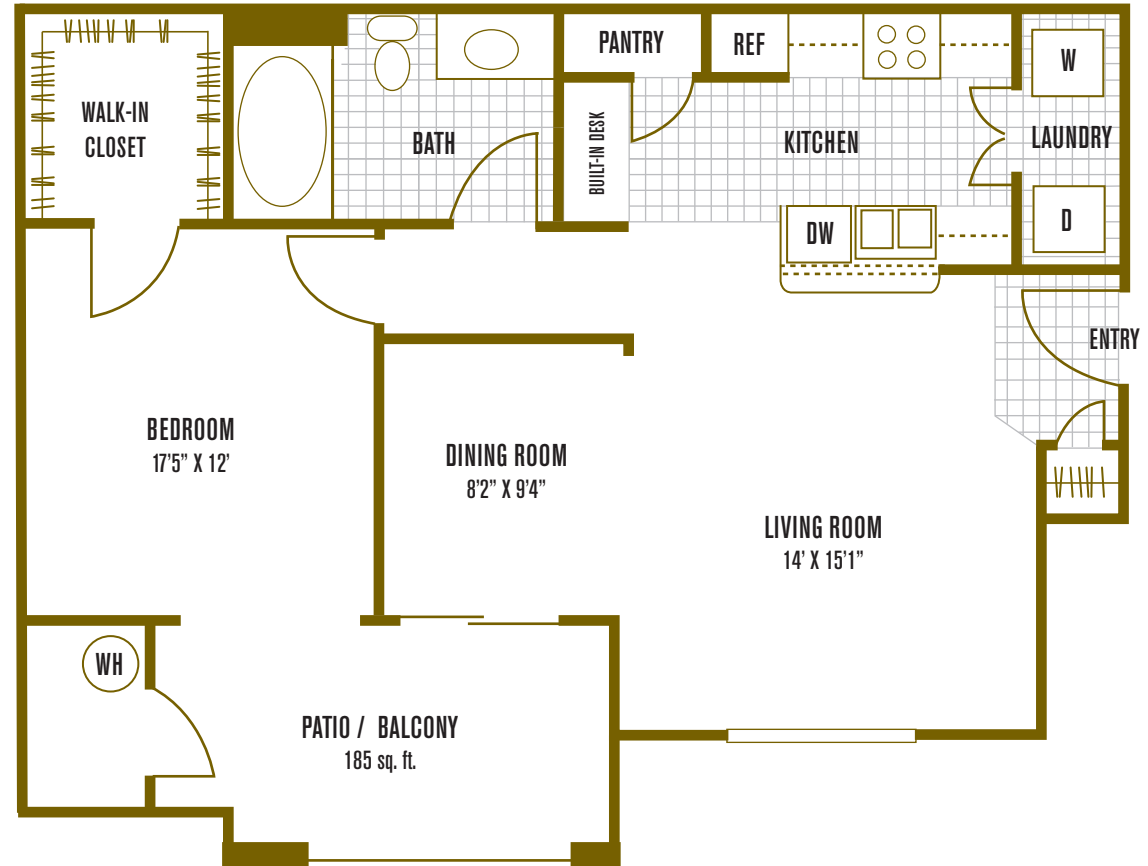 PANTRY
REF
W
WALK-IN
CLOSET
BATH
BUILT-IN DESK
KITCHEN
LAUNDRY
DW
D
ENTRY
BEDROOM
17'5” X 12'
DINING ROOM
8'2” X 9'4”
LIVING ROOM
14' X 15'1”
WH
PATIO / BALCONY
185 sq. ft.